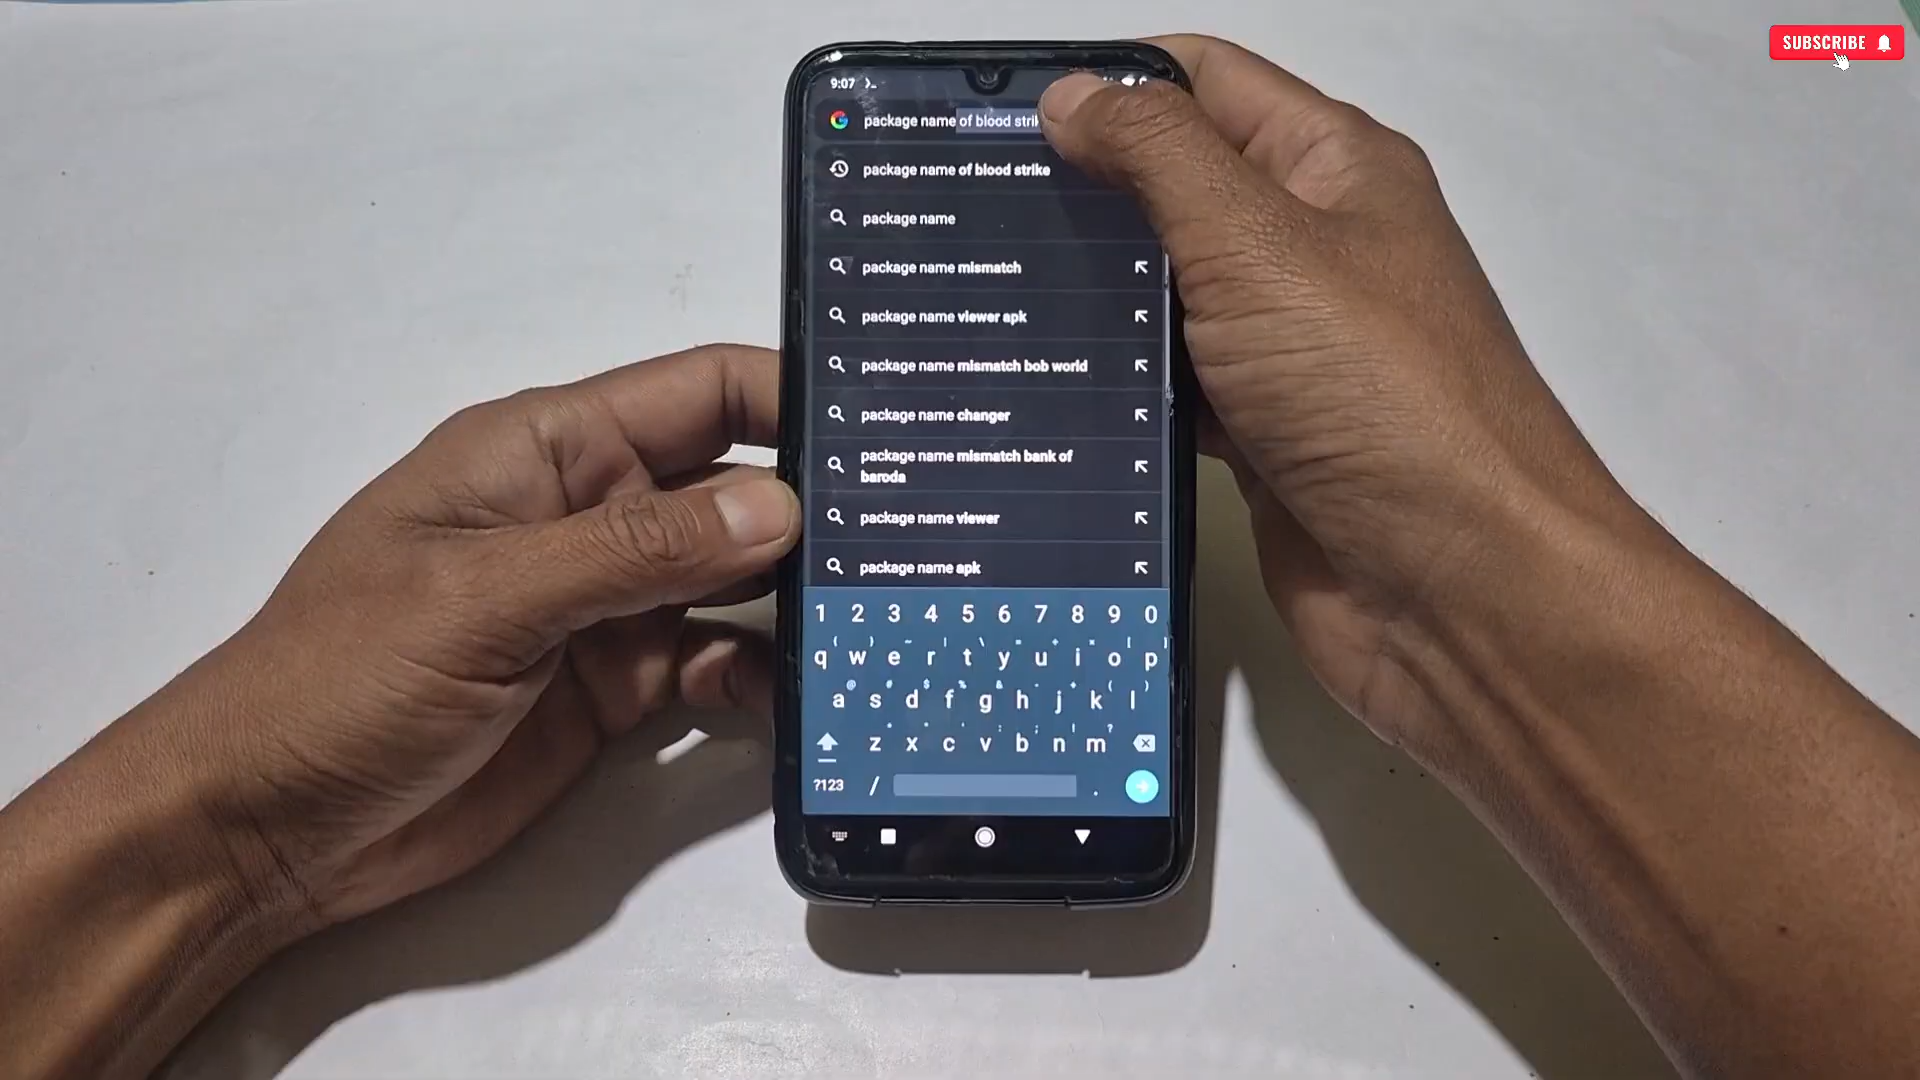 SUBSCRIBE
9:07
package name of blood strik
package name of blood strike
package name
package name mismatch
package name viewer apk
package name mismatch bob world
package name changer
package name mismatch bank of
baroda
package name viewer
package name apk
1 2 3 4 5 6 7 8 9 0
q w e r t y u i o p
a s d f g h j k l
z x c v b n m
?123 / .